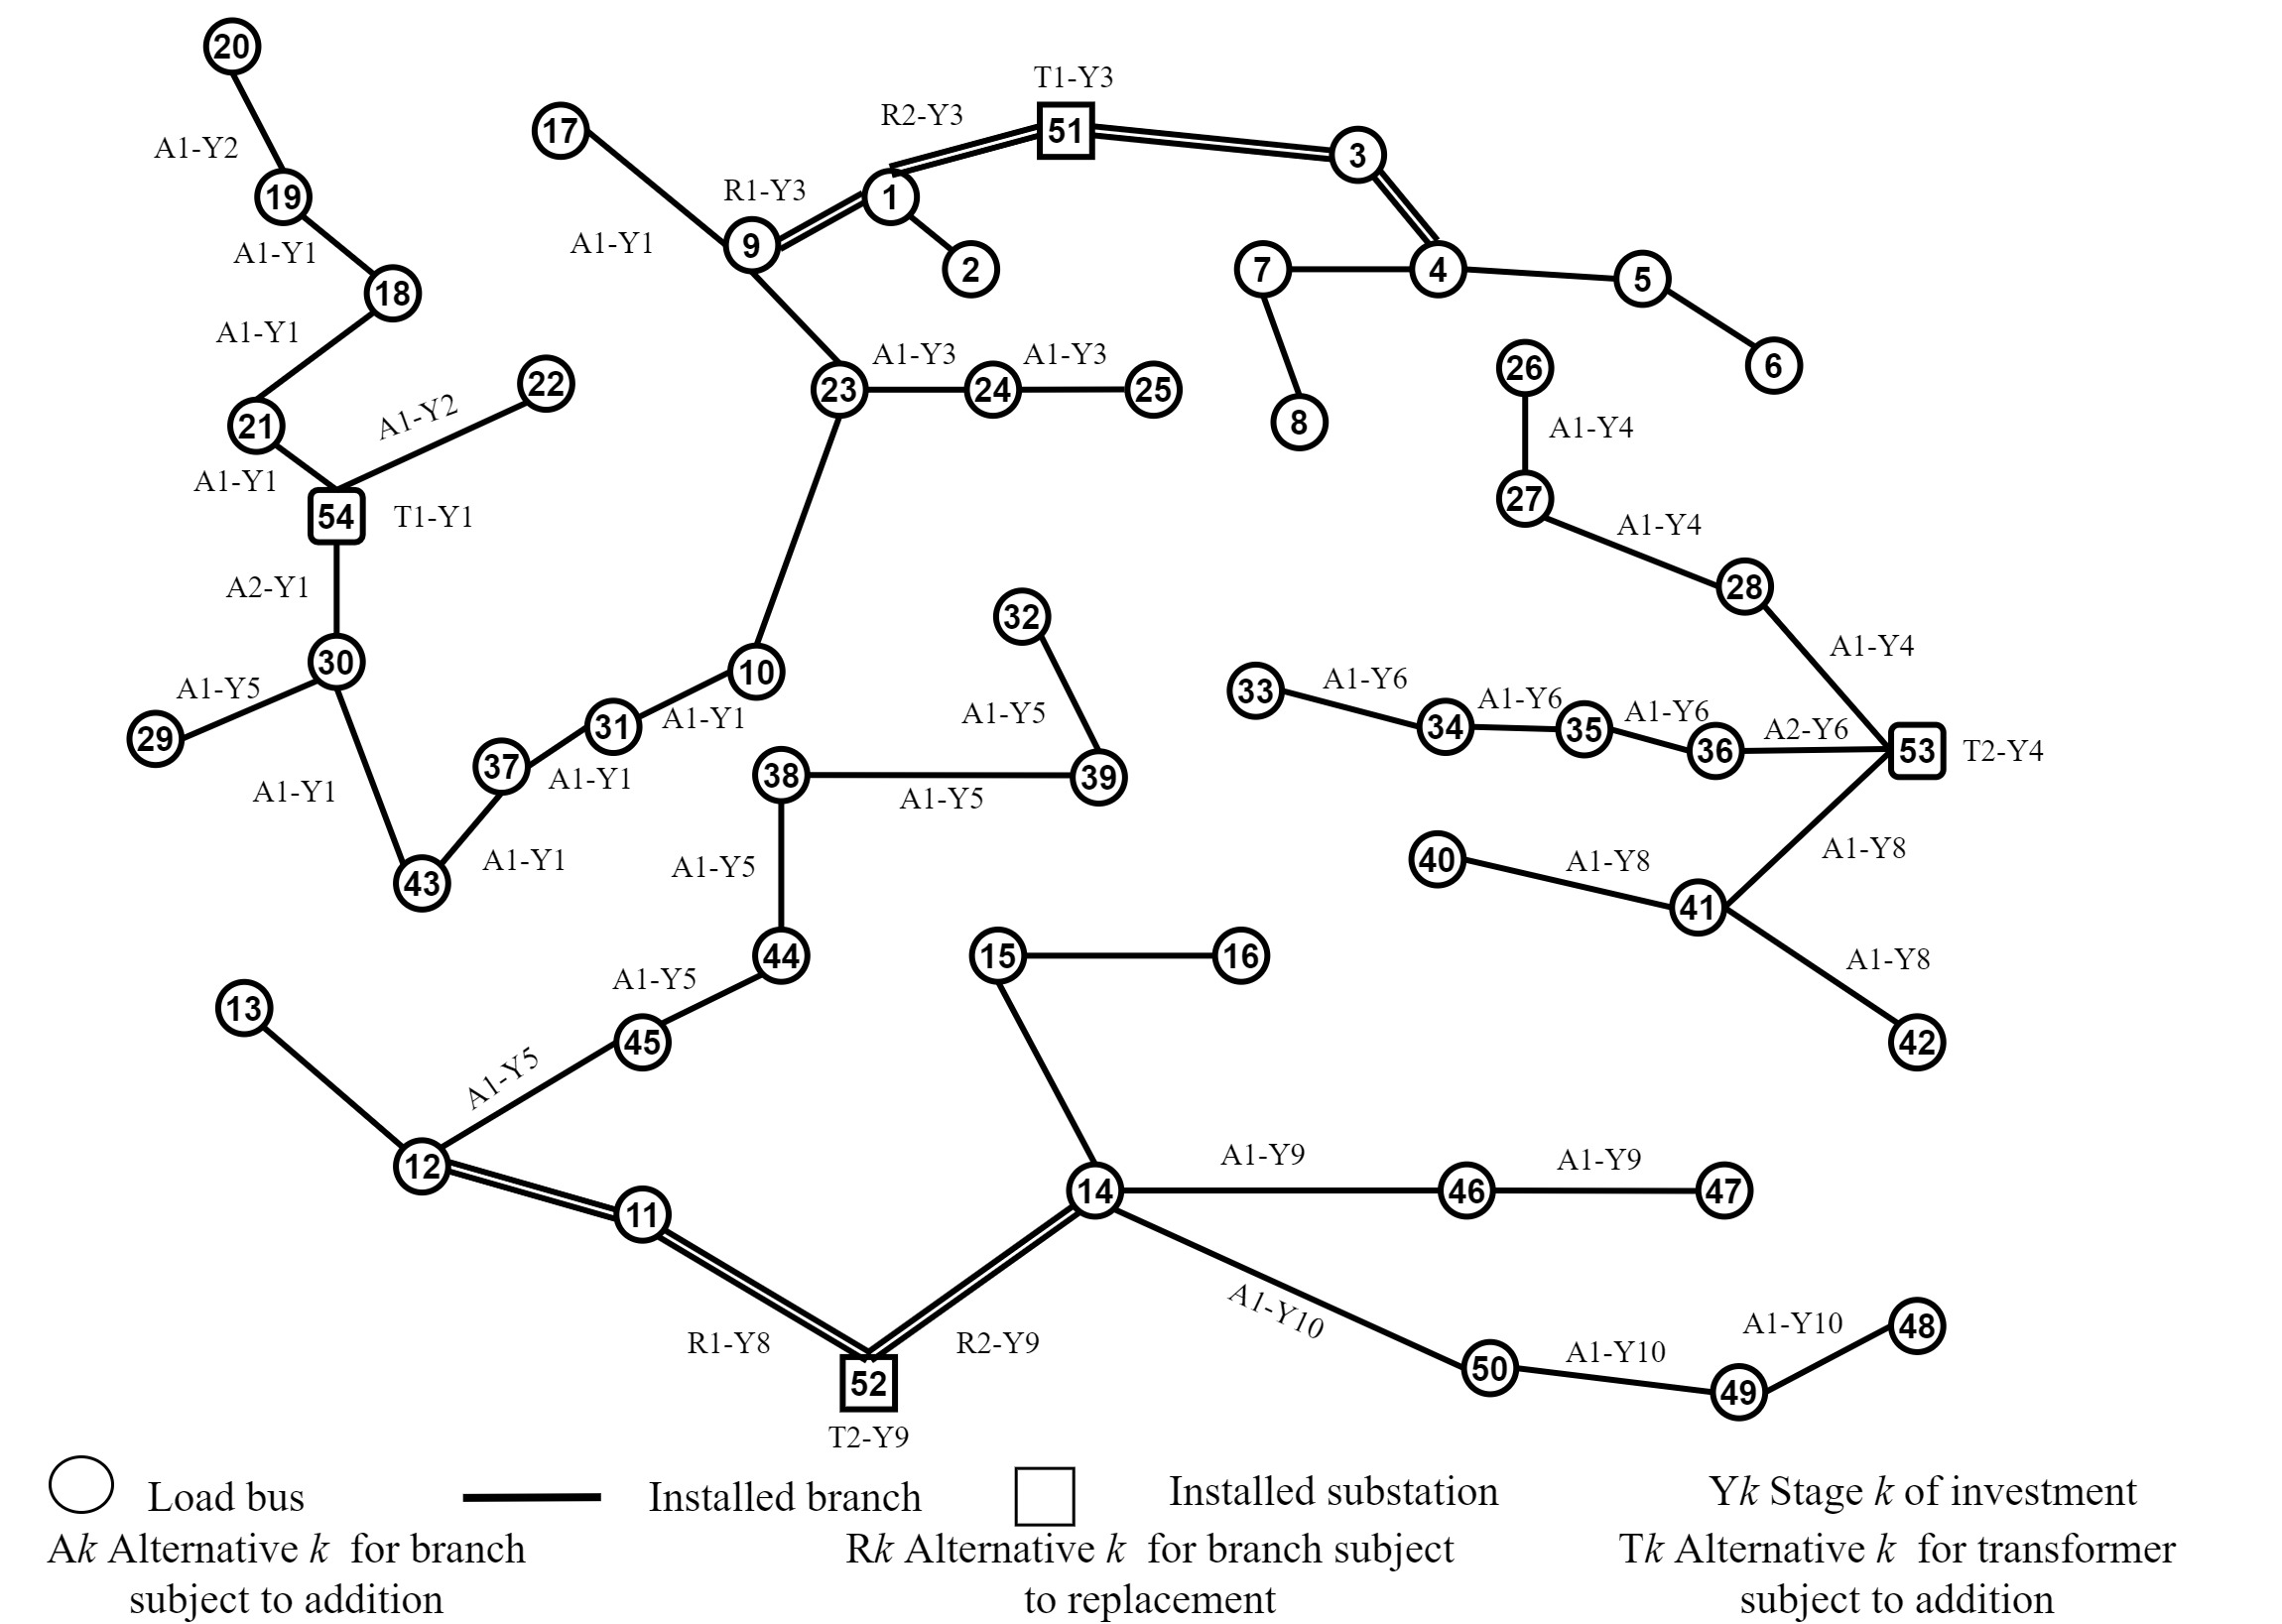 20
T1-Y3
17
R2-Y3
51
A1-Y2
3
19
R1-Y3
1
A1-Y1
A1-Y1
9
2
7
4
5
18
A1-Y1
A1-Y3
A1-Y3
26
6
22
23
24
25
A1-Y2
21
8
A1-Y4
A1-Y1
27
54
T1-Y1
A1-Y4
A2-Y1
28
32
A1-Y4
30
10
33
A1-Y6
A1-Y5
A1-Y6
A1-Y6
A2-Y6
31
A1-Y1
A1-Y5
34
35
36
53
T2-Y4
29
37
A1-Y1
38
39
A1-Y5
A1-Y1
A1-Y8
A1-Y1
A1-Y5
40
A1-Y8
43
41
44
15
16
A1-Y8
A1-Y5
13
45
42
A1-Y5
12
A1-Y9
A1-Y9
14
46
47
11
A1-Y10
A1-Y10
48
R1-Y8
R2-Y9
A1-Y10
50
52
49
T2-Y9
Load bus
Installed branch
Installed substation
Yk Stage k of investment
Ak Alternative k for branch
subject to addition
Rk Alternative k for branch subject
to replacement
Tk Alternative k for transformer
subject to addition